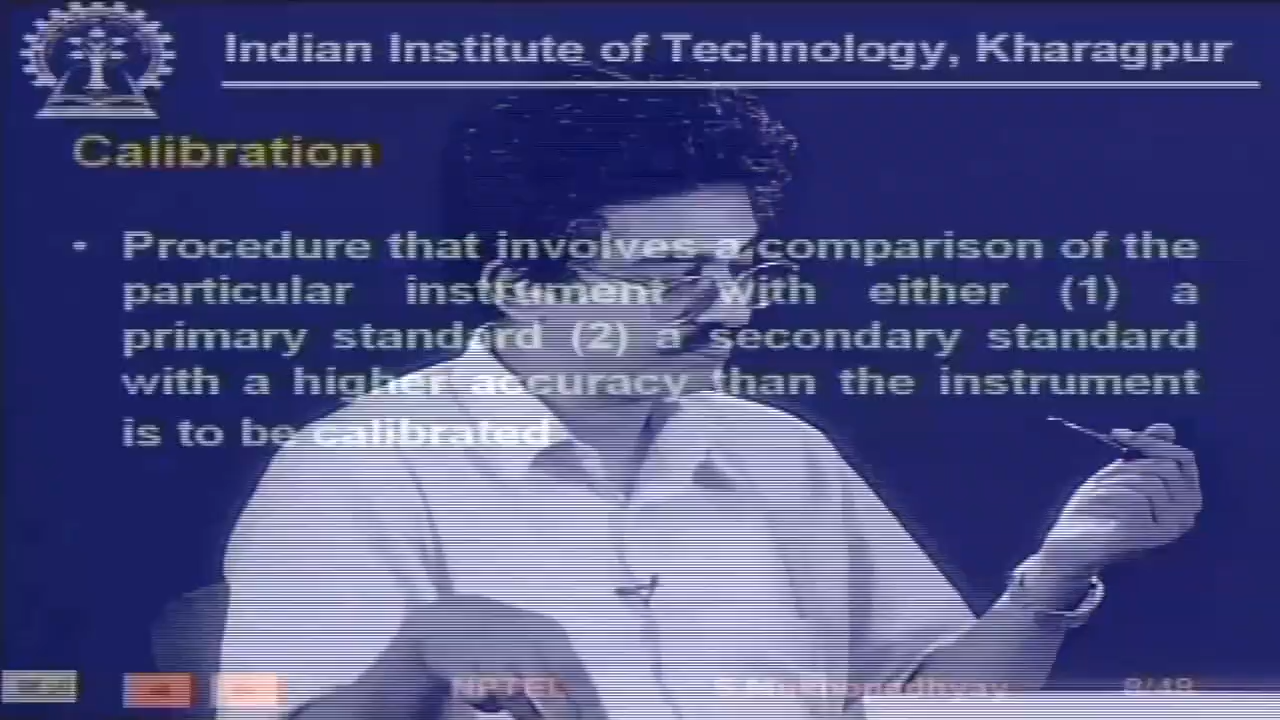 Indian Institute of Technology, Kharagpur
Calibration
• Procedure that involves a comparison of the
particular instrument with either (1) a
primary standard (2) a secondary standard
with a higher accuracy than the instrument
is to be calibrated
NPTEL